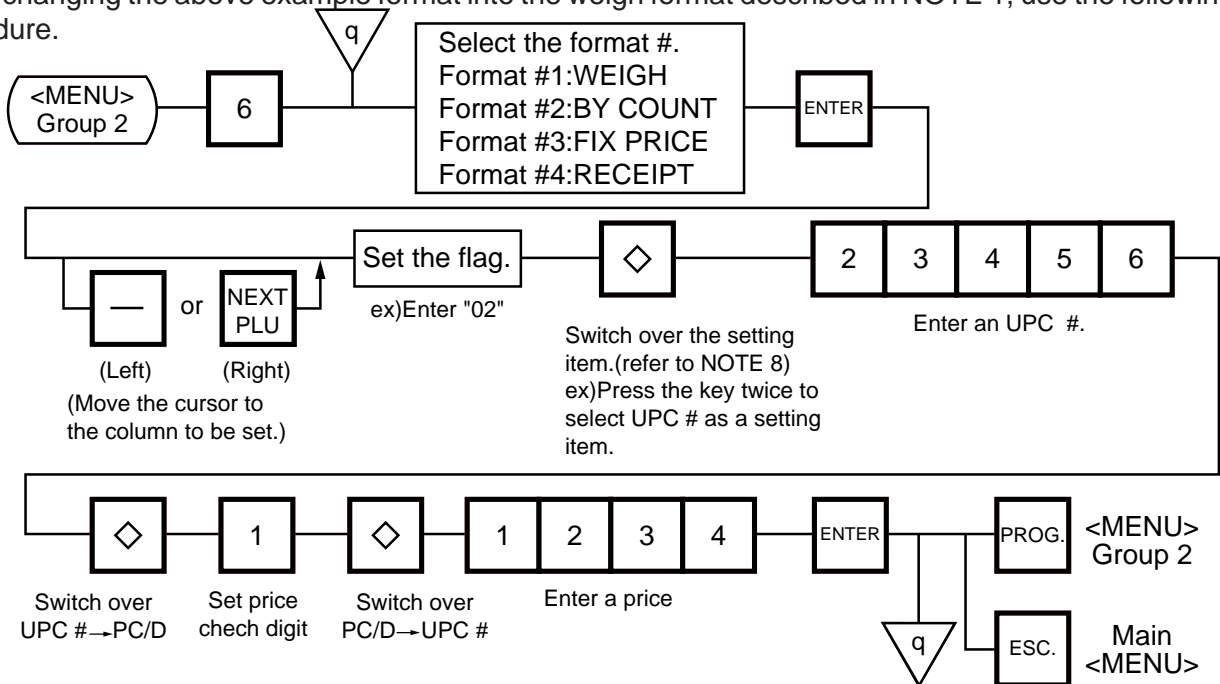 changing the above example format into the weigh format described in NOTE 1, use the followin
dure.
q
<MENU>
Group 2
6
Select the format #.
Format #1:WEIGH
Format #2:BY COUNT
Format #3:FIX PRICE
Format #4:RECEIPT
ENTER
—
or
NEXT
PLU
(Left)
(Right)
(Move the cursor to
the column to be set.)
Set the flag.
ex)Enter "02"
◇
Switch over the setting
item.(refer to NOTE 8)
ex)Press the key twice to
select UPC # as a setting
item.
2 3 4 5 6
Enter an UPC #.
◇
Switch over
UPC #→PC/D
1
Set price
chech digit
◇
Switch over
PC/D→UPC #
1 2 3 4
Enter a price
ENTER
q
PROG.
<MENU>
Group 2
ESC.
Main
<MENU>